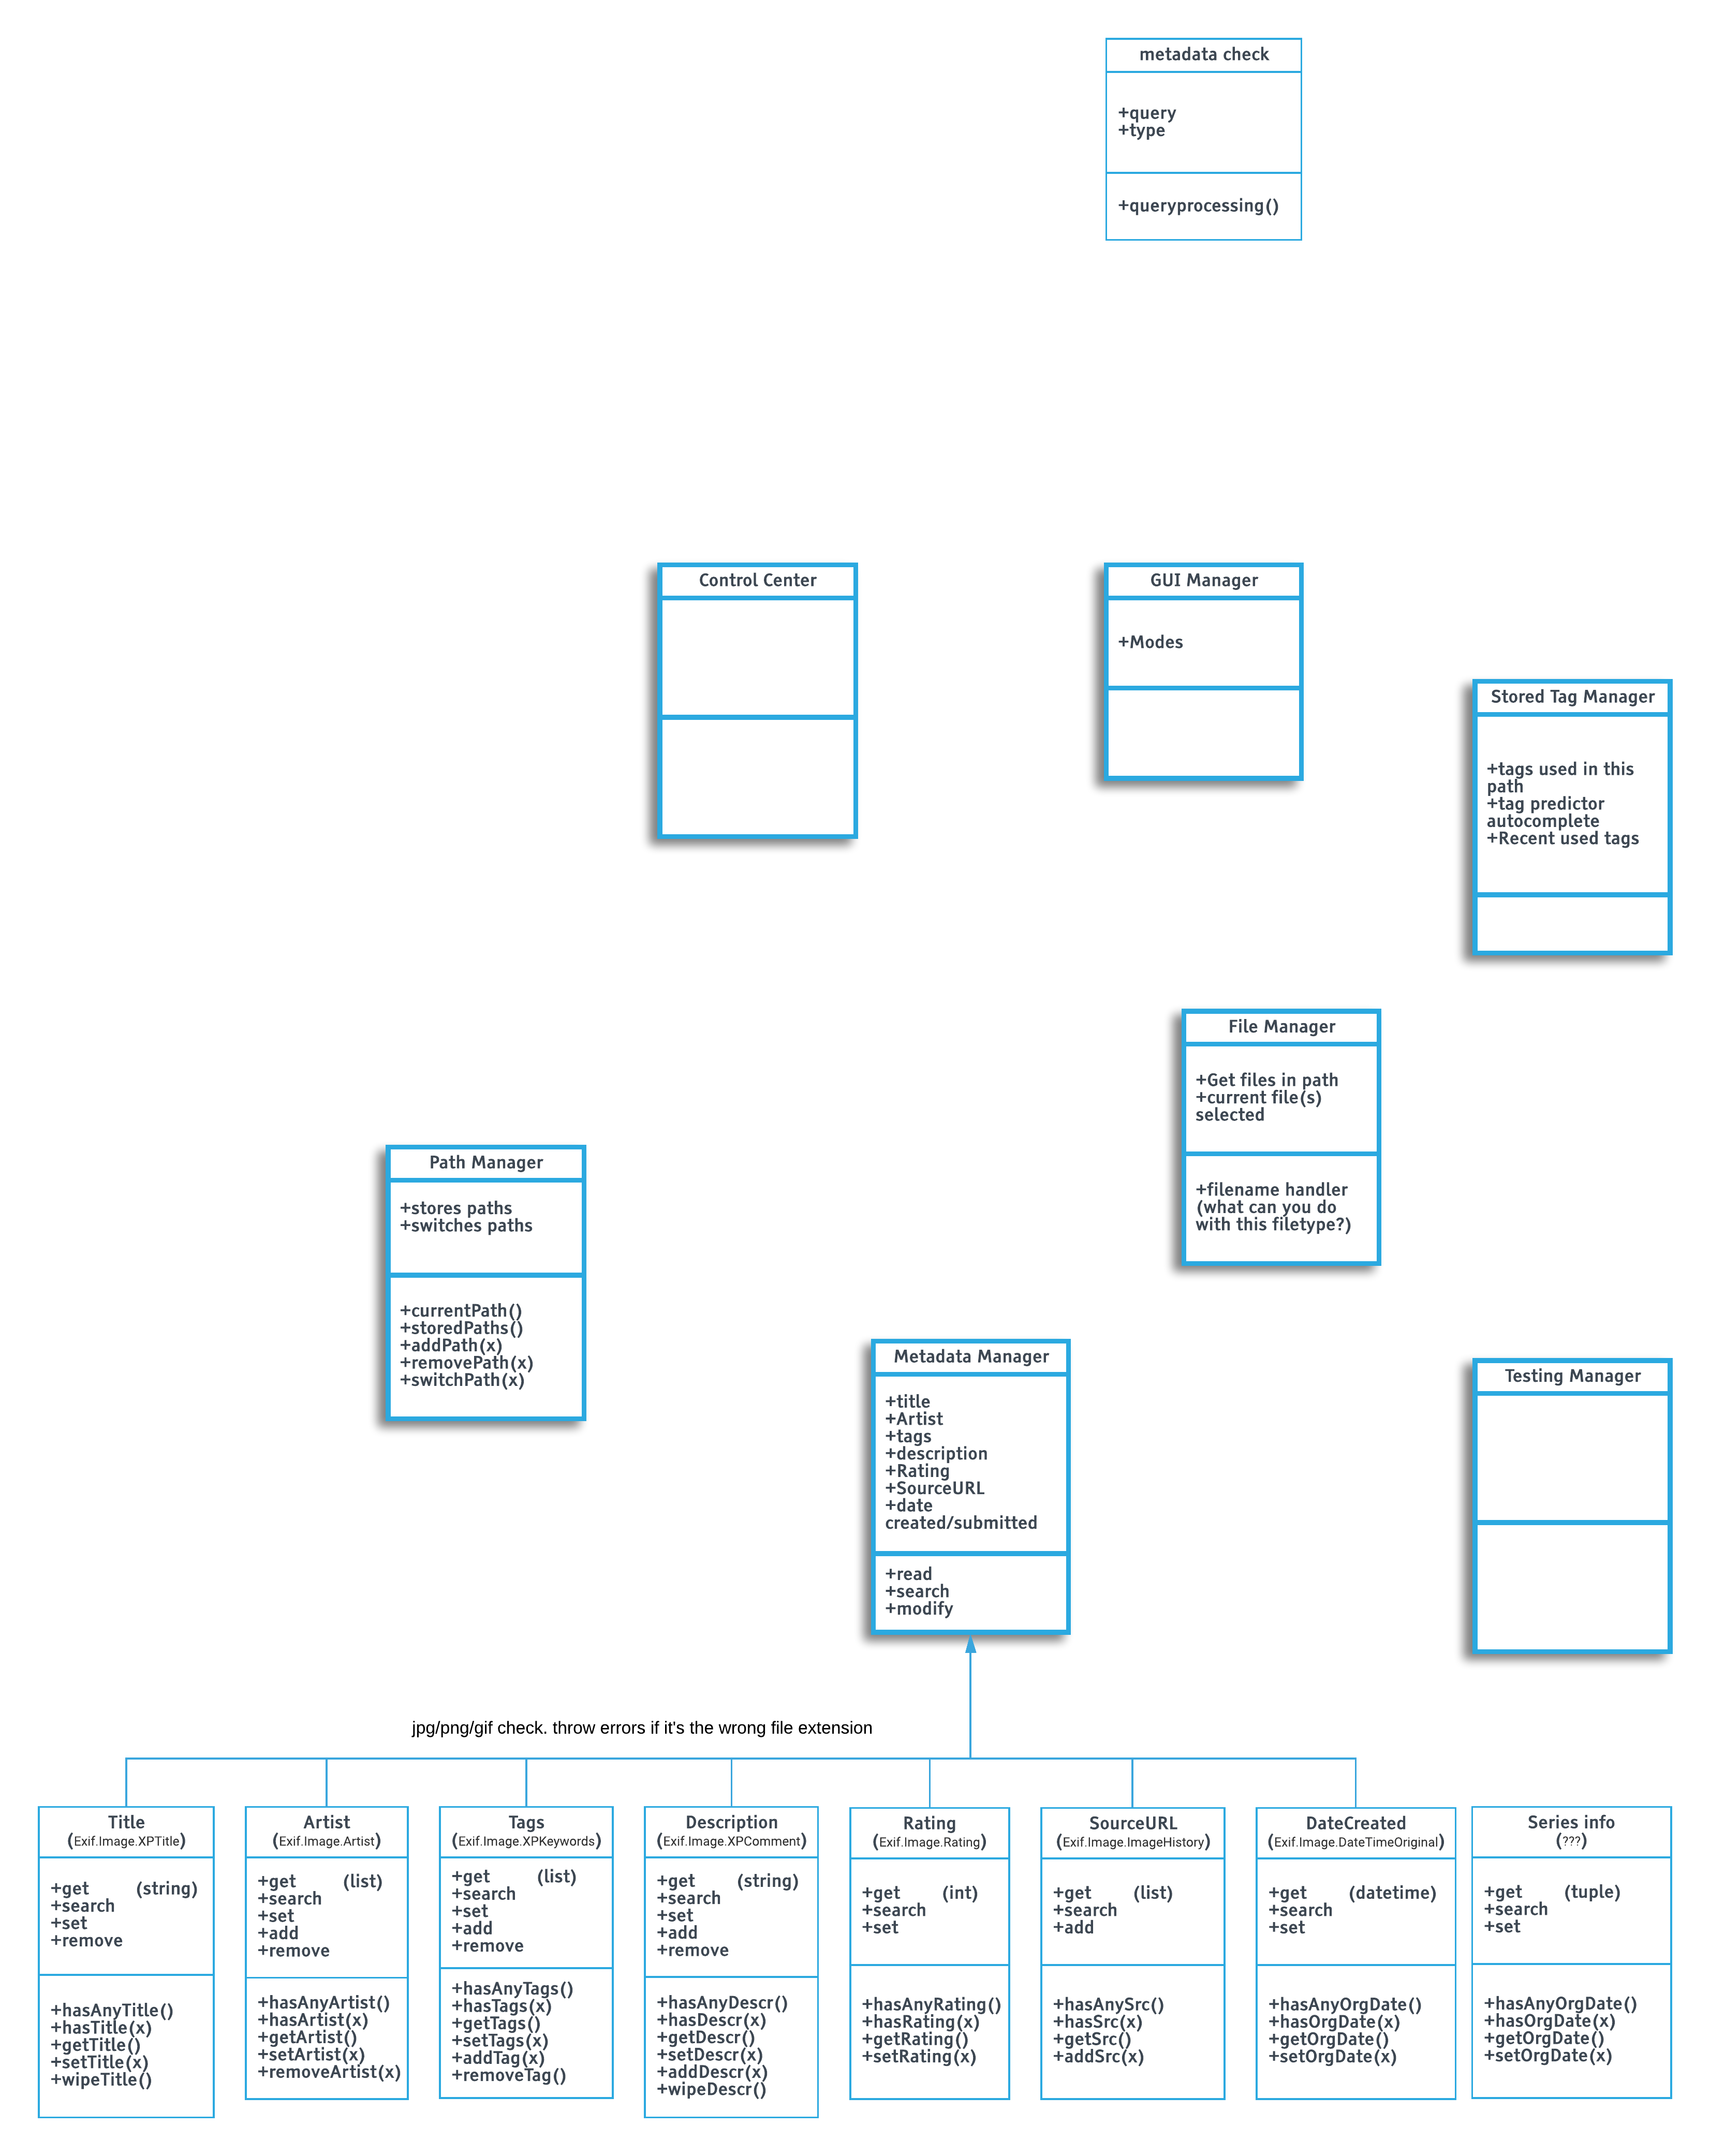 metadata check
+query
+type
+queryprocessing()
Control Center
GUI Manager
+Modes
Stored Tag Manager
+tags used in this
path
+tag predictor
autocomplete
+Recent used tags
File Manager
+Get files in path
+current file(s)
selected
+filename handler
(what can you do
with this filetype?)
Path Manager
+stores paths
+switches paths
+currentPath()
+storedPaths()
+addPath(x)
+removePath(x)
+switchPath(x)
Metadata Manager
+title
+Artist
+tags
+description
+Rating
+SourceURL
+date
created/submitted
+read
+search
+modify
Testing Manager
jpg/png/gif check. throw errors if it's the wrong file extension
Title
(Exif.Image.XPTitle)
+get (string)
+search
+set
+remove
+hasAnyTitle()
+hasTitle(x)
+getTitle()
+setTitle(x)
+wipeTitle()
Artist
(Exif.Image.Artist)
+get (list)
+search
+set
+add
+remove
+hasAnyArtist()
+hasArtist(x)
+getArtist()
+setArtist(x)
+removeArtist(x)
Tags
(Exif.Image.XPKeywords)
+get (list)
+search
+set
+add
+remove
+hasAnyTags()
+hasTags(x)
+getTags()
+setTags(x)
+addTag(x)
+removeTag()
Description
(Exif.Image.XPComment)
+get (string)
+search
+set
+add
+remove
+hasAnyDescr()
+hasDescr(x)
+getDescr()
+setDescr(x)
+addDescr(x)
+wipeDescr()
Rating
(Exif.Image.Rating)
+get (int)
+search
+set
+hasAnyRating()
+hasRating(x)
+getRating()
+setRating(x)
SourceURL
(Exif.Image.ImageHistory)
+get (list)
+search
+add
+hasAnySrc()
+hasSrc(x)
+getSrc()
+addSrc(x)
DateCreated
(Exif.Image.DateTimeOriginal)
+get (datetime)
+search
+set
+hasAnyOrgDate()
+hasOrgDate(x)
+getOrgDate()
+setOrgDate(x)
Series info
(???)
+get (tuple)
+search
+set
+hasAnyOrgDate()
+hasOrgDate(x)
+getOrgDate()
+setOrgDate(x)